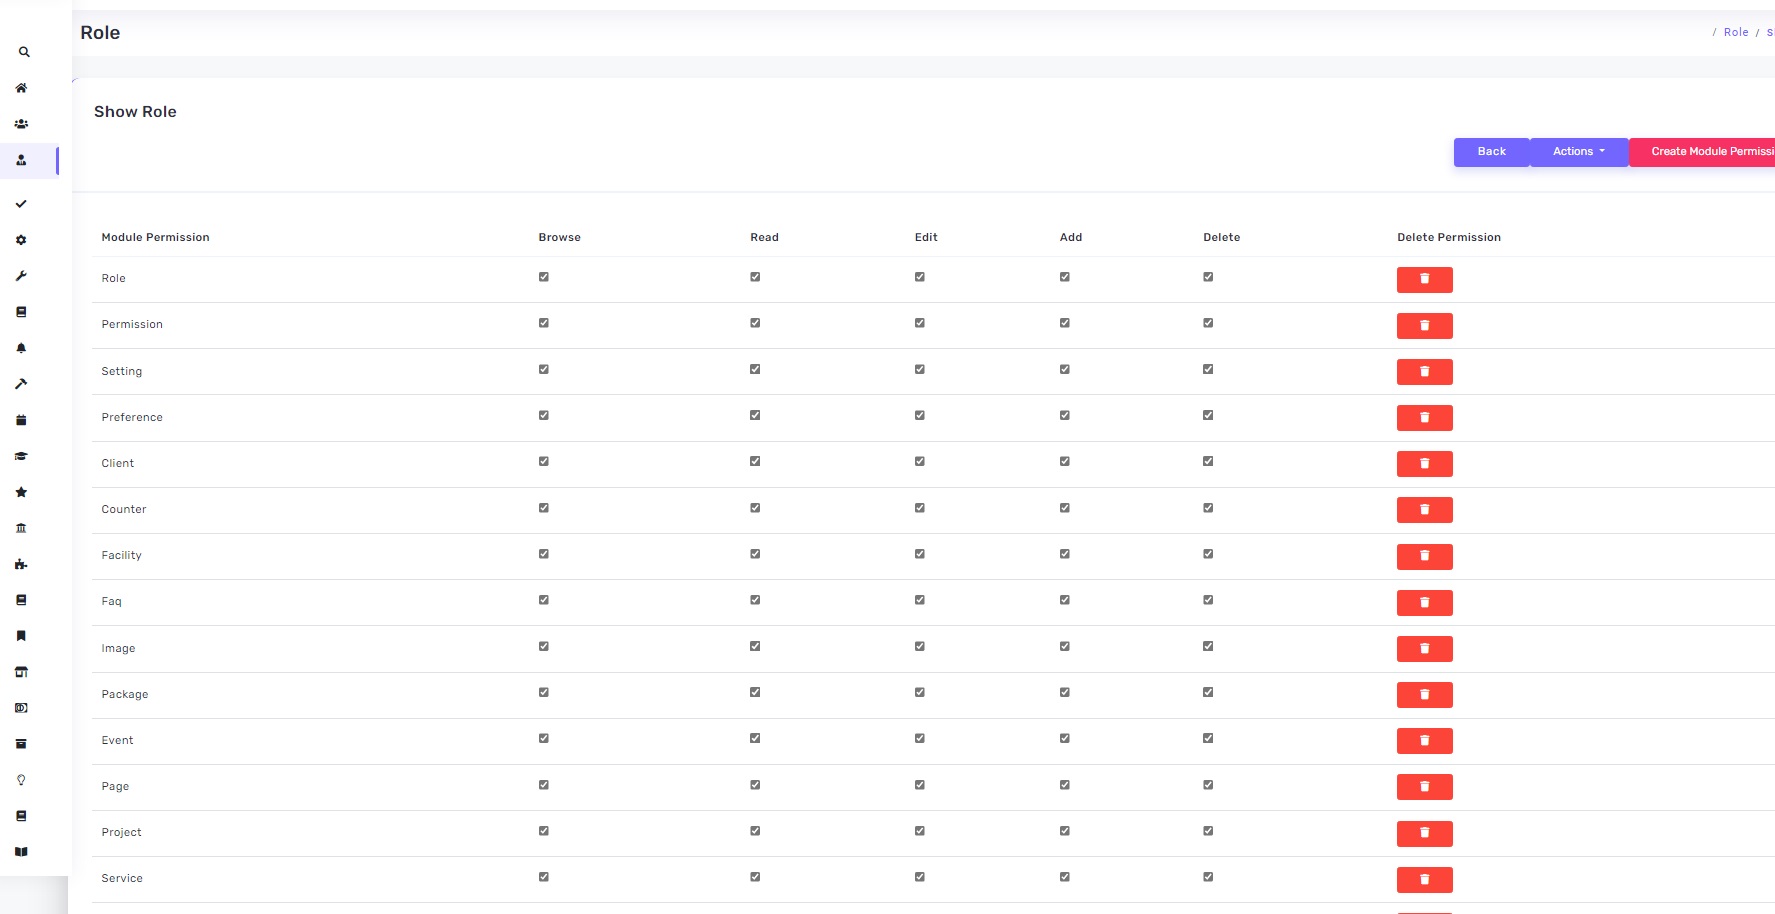 Role
/ Role / S
Show Role
Back Actions Create Module Permissi
Module Permission Browse Read Edit Add Delete Delete Permission
Role
Permission
Setting
Preference
Client
Counter
Facility
Faq
Image
Package
Event
Page
Project
Service